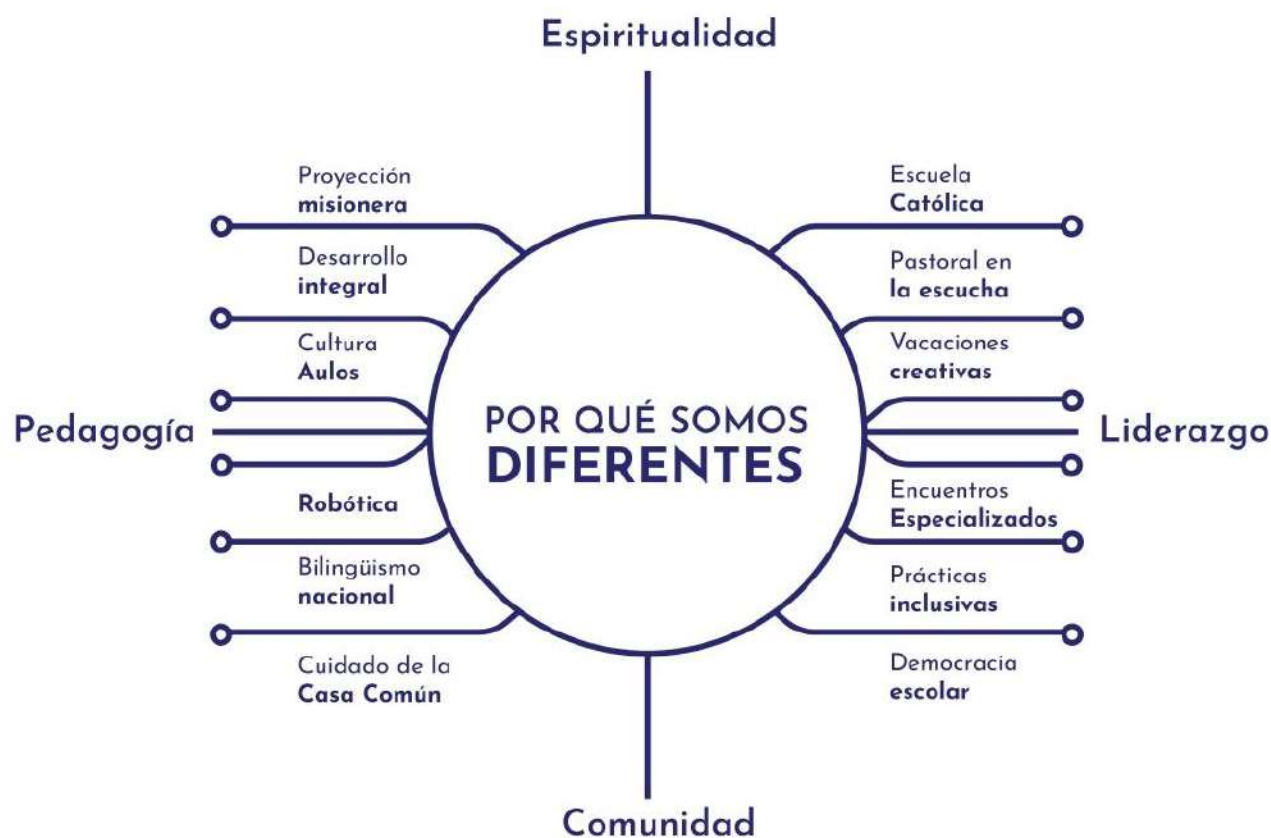 Espiritualidad
Proyección
misionera
Desarrollo
integral
Cultura
Aulos
Pedagogía
Robótica
Bilingüismo
nacional
Cuidado de la
Casa Común
POR QUÉ SOMOS
DIFERENTES
Escuela
Católica
Pastoral en
la escucha
Vacaciones
creativas
Liderazgo
Encuentros
Especializados
Prácticas
inclusivas
Democracia
escolar
Comunidad